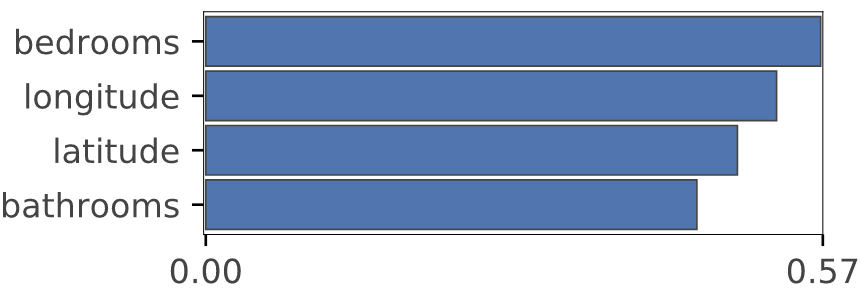 bedrooms
longitude
latitude
bathrooms
0.00 0.57